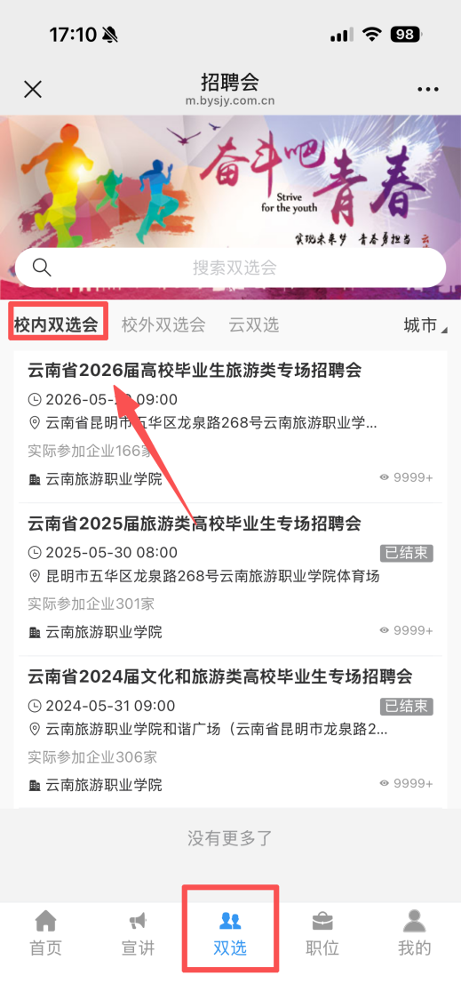 17:10
98
招聘会
m.bysjy.com.cn
奋斗吧
青春
Strive
for the youth
实现未来梦 青春勇担当 云
搜索双选会
校内双选会 校外双选会 云双选 城市
云南省2026届高校毕业生旅游类专场招聘会
09:00
云南省昆明市五华区龙泉路268号云南旅游职业学...
实际参加企业166家
云南旅游职业学院 9999+
云南省2025届旅游类高校毕业生专场招聘会
2025-05-30 08:00 已结束
昆明市五华区龙泉路268号云南旅游职业学院体育场
实际参加企业301家
云南旅游职业学院 9999+
云南省2024届文化和旅游类高校毕业生专场招聘会
2024-05-31 09:00 已结束
云南旅游职业学院和谐广场（云南省昆明市龙泉路2...
实际参加企业306家
云南旅游职业学院 9999+
没有更多了
首页 宣讲 双选 职位 我的